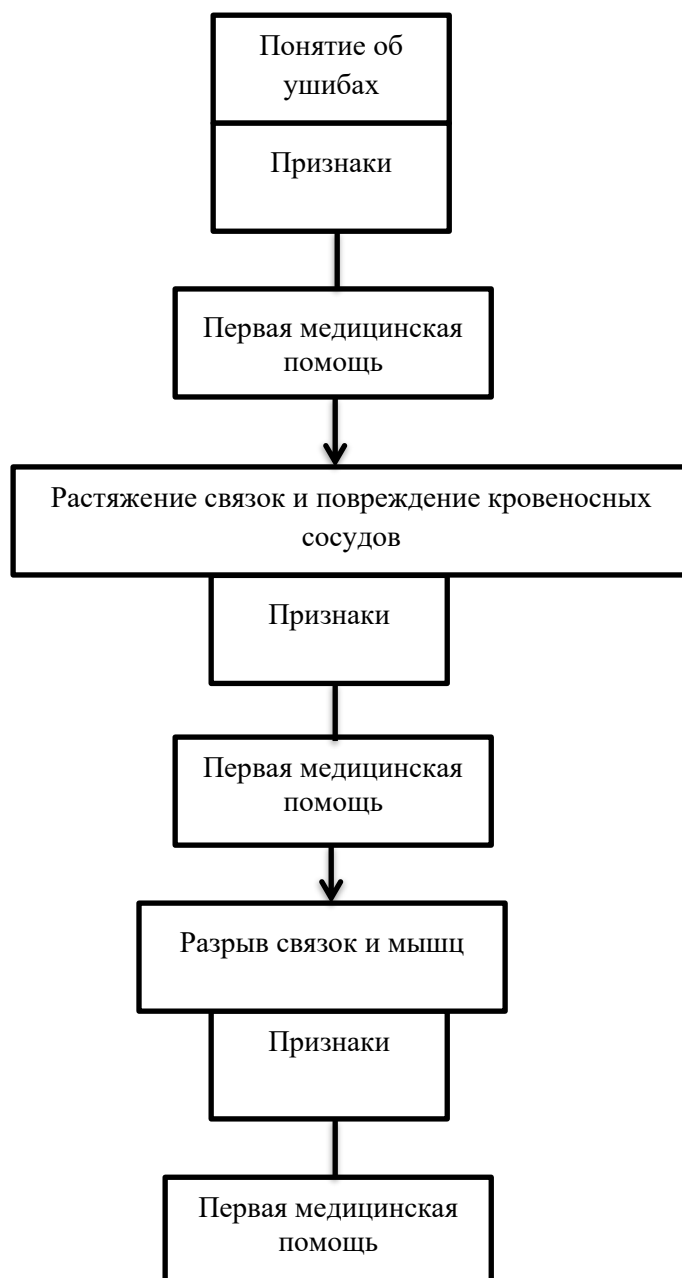 Понятие об
ушибах
Признаки
Первая медицинская
помощь
Растяжение связок и повреждение кровеносных
сосудов
Признаки
Первая медицинская
помощь
Разрыв связок и мышц
Признаки
Первая медицинская
помощь